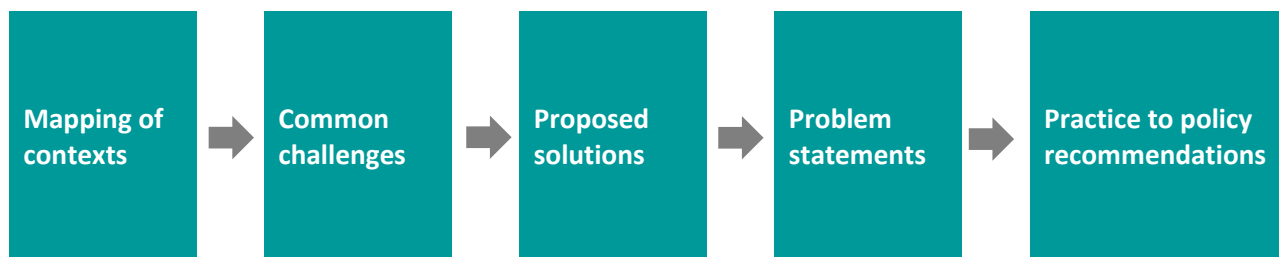 Mapping of
contexts
Common
challenges
Proposed
solutions
Problem
statements
Practice to policy
recommendations